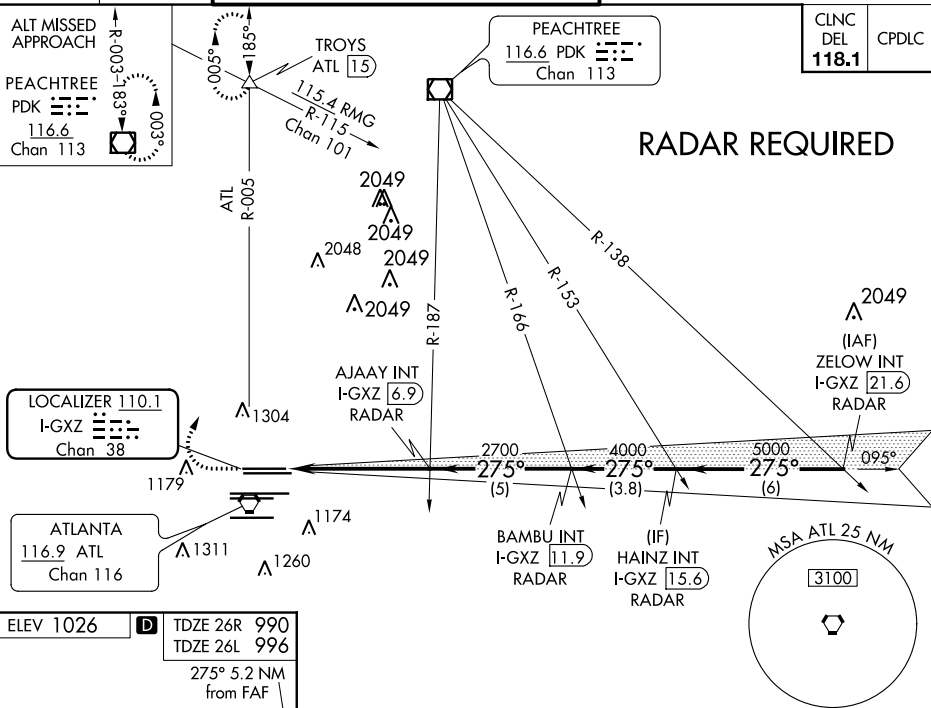 ALT MISSED
APPROACH
R-003
183°
003°
PEACHTREE
PDK
116.6
Chan 113
005°
185°
TROYS
ATL 15
115.4 RMG
R-115
Chan 101
PEACHTREE
116.6 PDK
Chan 113
CLNC
DEL
118.1
CPDLC
RADAR REQUIRED
ATL
R-005
2049
2049
2048
2049
2049
R-187
R-166
R-153
R-138
2049
(IAF)
ZELOW INT
I-GXZ 21.6
RADAR
AJAAY INT
I-GXZ 6.9
RADAR
LOCALIZER 110.1
I-GXZ
Chan 38
1304
1179
2700
4000
5000
275°
275°
275°
095°
(5)
(3.8)
(6)
ATLANTA
116.9 ATL
Chan 116
1174
1311
1260
BAMBU INT
I-GXZ 11.9
RADAR
(IF)
HAINZ INT
I-GXZ 15.6
RADAR
MSA ATL 25 NM
3100
ELEV 1026
D
TDZE 26R 990
TDZE 26L 996
275° 5.2 NM
from FAF